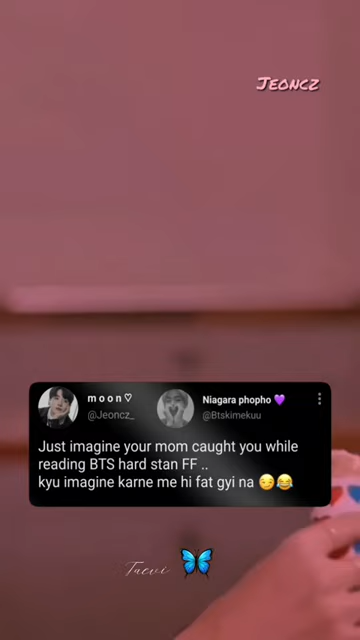 JEONCZ
m o o n ♡
Niagara phopho 💜
@Jeoncz_
@Btskimekuu
Just imagine your mom caught you while
reading BTS hard stan FF ..
kyu imagine karne me hi fat gyi na 😏😂
Taevi 🦋